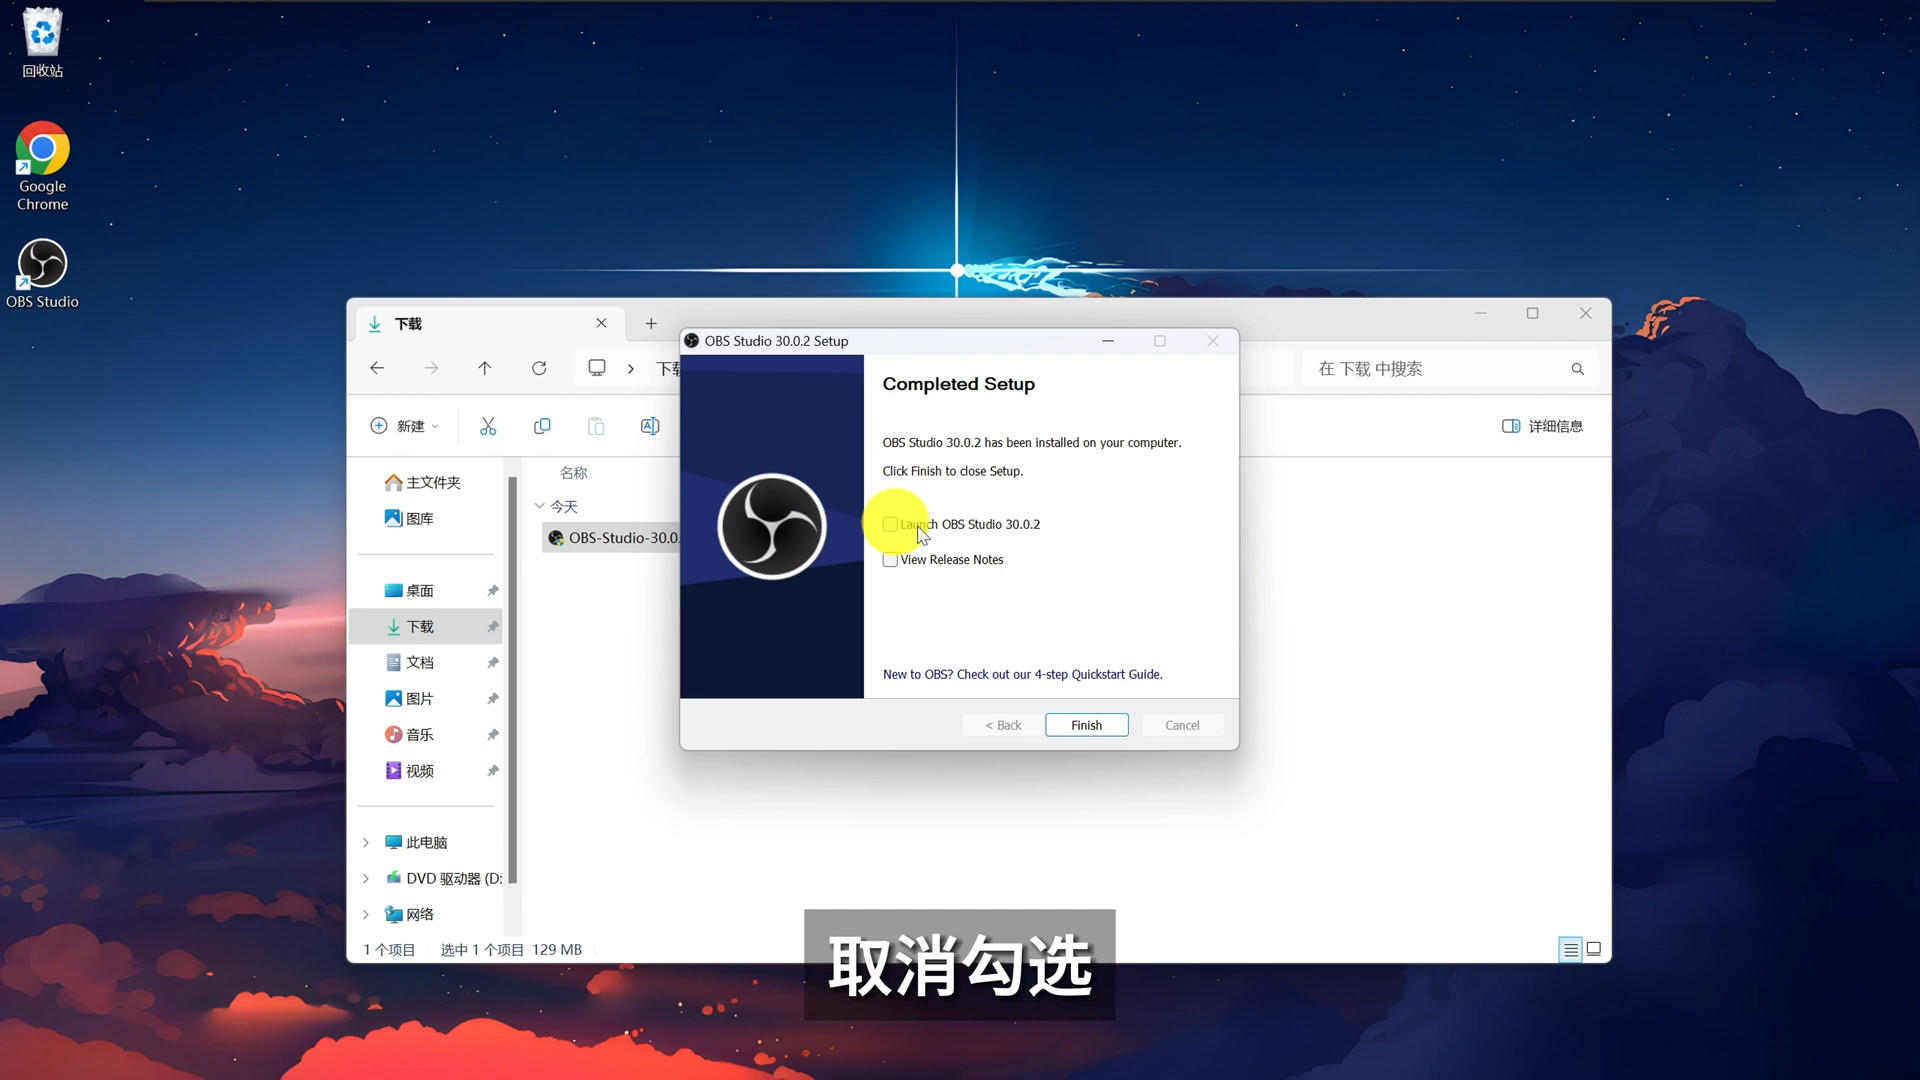 回收站
Google
Chrome
OBS Studio
下载
下载
在 下载 中搜索
新建
详细信息
主文件夹
图库
桌面
下载
文档
图片
音乐
视频
此电脑
DVD 驱动器 (D:
网络
名称
今天
OBS-Studio-30.0.
1 个项目
选中 1 个项目 129 MB
OBS Studio 30.0.2 Setup
Completed Setup
OBS Studio 30.0.2 has been installed on your computer.
Click Finish to close Setup.
Launch OBS Studio 30.0.2
View Release Notes
New to OBS? Check out our 4-step Quickstart Guide.
< Back
Finish
Cancel
取消勾选